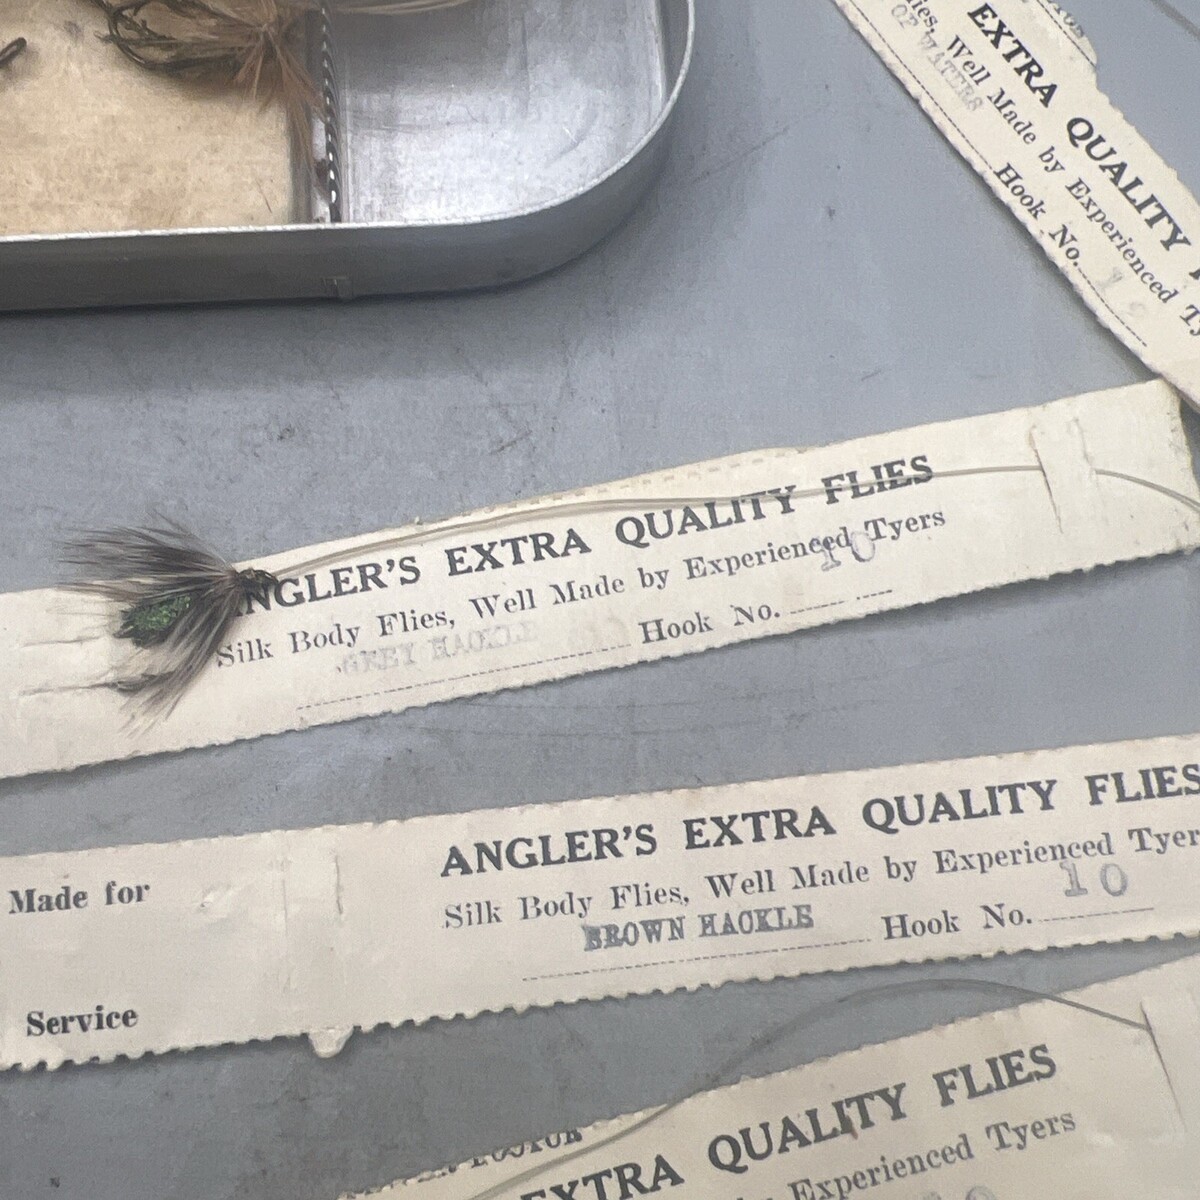 EXTRA QUALITY
Well Made by Experienced
OF WATERS
Hook No.
ANGLER'S EXTRA QUALITY FLIES
Silk Body Flies, Well Made by Experienced Tyers
10
GREY HACKLE
Hook No.
Made for
Service
ANGLER'S EXTRA QUALITY FLIES
Silk Body Flies, Well Made by Experienced Tyer
10
BROWN HACKLE
Hook No.
EXTRA QUALITY FLIES
Experienced Tyers